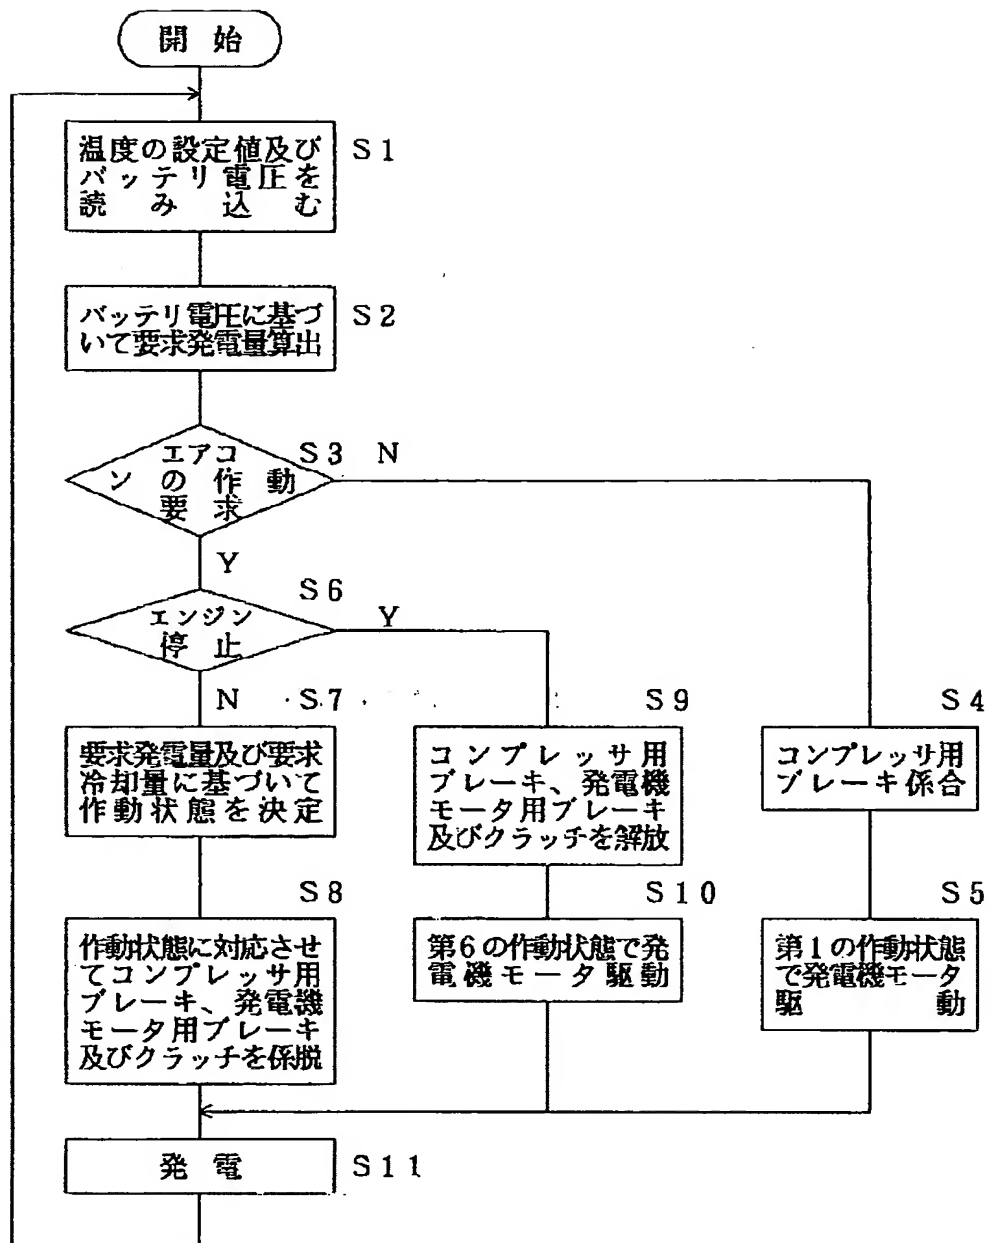 開始
温度の設定値及び
バッテリ電圧を
読み込む
S1
バッテリ電圧に基づ
いて要求発電量算出
S2
エアコ
ンの作動
要求
S3
N
Y
エンジン
停止
S6
Y
N
S7
要求発電量及び要求
冷却量に基づいて
作動状態を決定
S9
コンプレッサ用
ブレーキ、発電機
モータ用ブレーキ
及びクラッチを解放
S4
コンプレッサ用
ブレーキ係合
S8
作動状態に対応させ
てコンプレッサ用
ブレーキ、発電機
モータ用ブレーキ
及びクラッチを係脱
S10
第6の作動状態で発
電機モータ駆動
S5
第1の作動状態
で発電機モータ
駆動
発電
S11